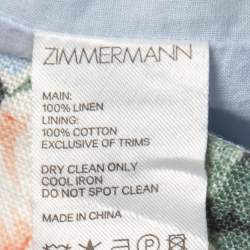 ZIMMERMANN
MAIN:
100% LINEN
LINING:
100% COTTON
EXCLUSIVE OF TRIMS
DRY CLEAN ONLY
COOL IRON
DO NOT SPOT CLEAN
MADE IN CHINA